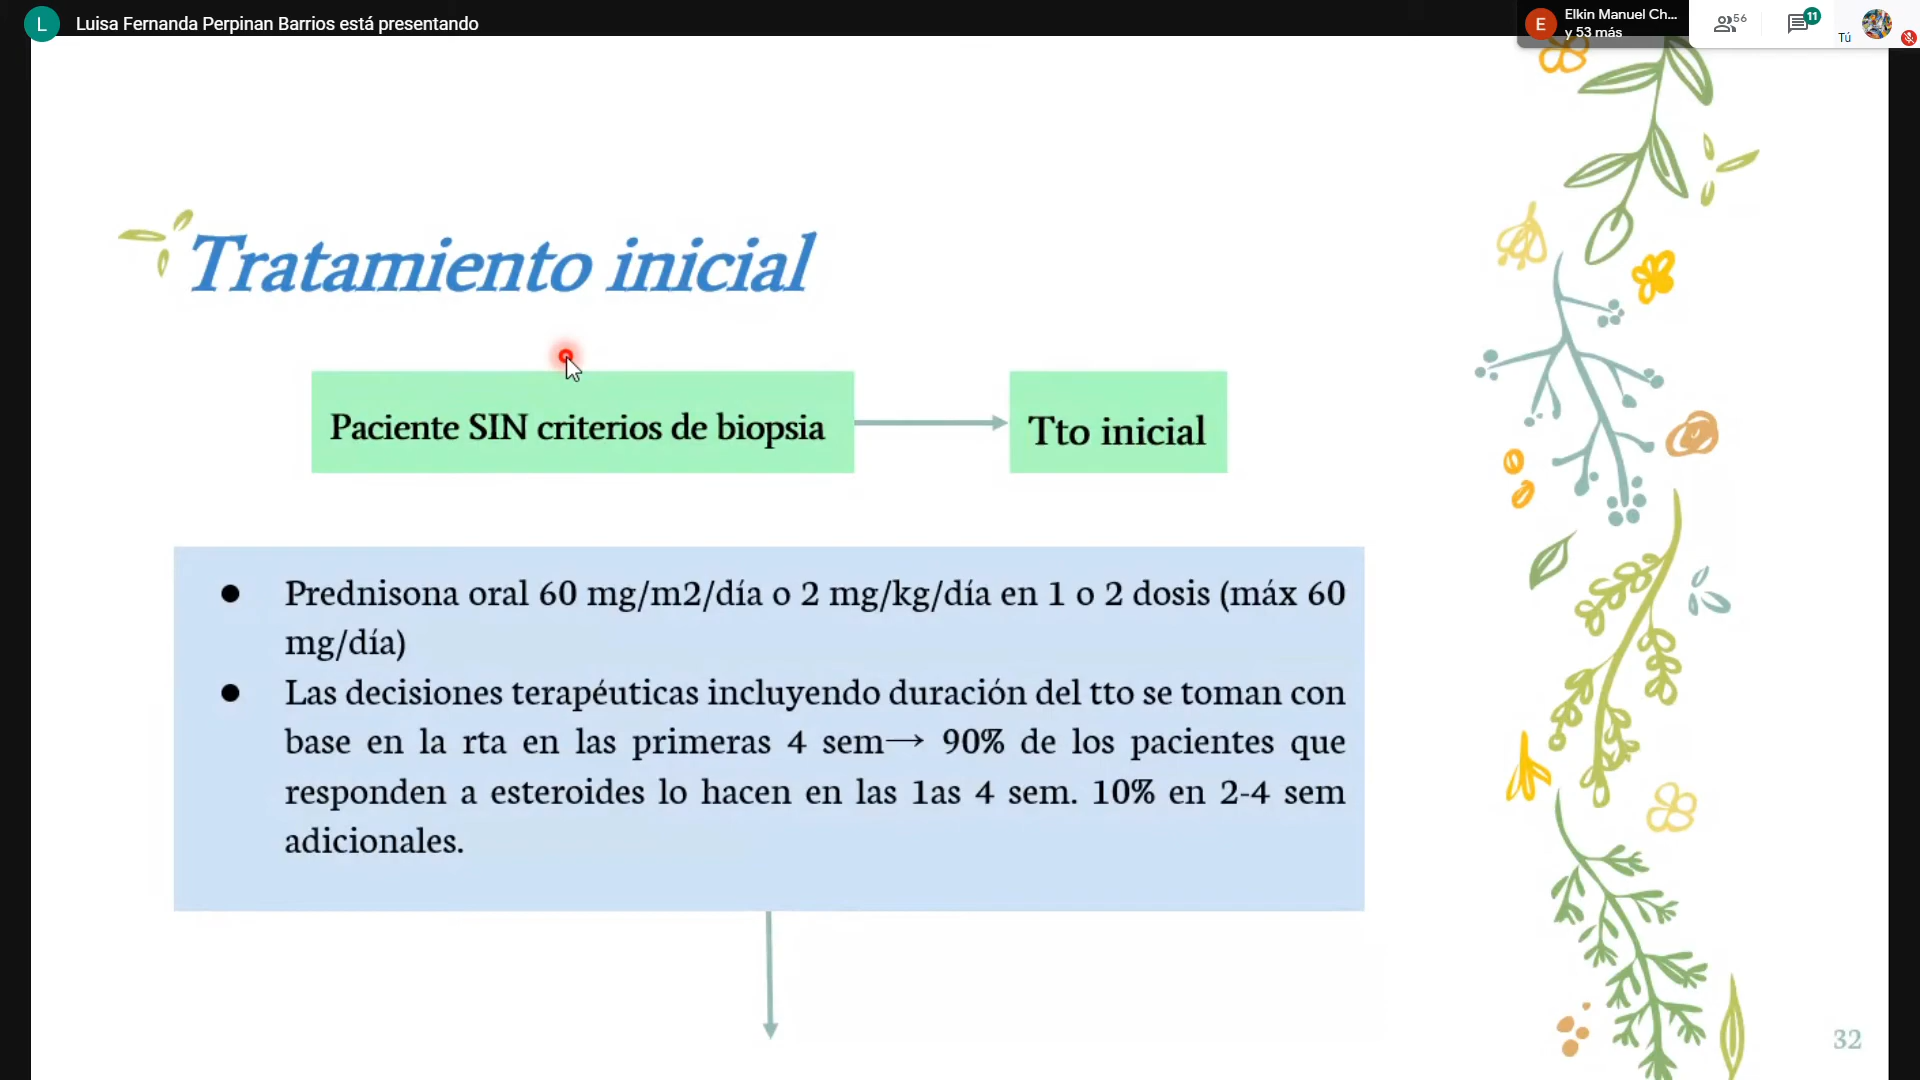 L Luisa Fernanda Perpinan Barrios está presentando
E Elkin Manuel Ch...
y 53 más
56
11
Tú
Tratamiento inicial
Paciente SIN criterios de biopsia
Tto inicial
● Prednisona oral 60 mg/m2/día o 2 mg/kg/día en 1 o 2 dosis (máx 60
mg/día)
● Las decisiones terapéuticas incluyendo duración del tto se toman con
base en la rta en las primeras 4 sem→ 90% de los pacientes que
responden a esteroides lo hacen en las 1as 4 sem. 10% en 2-4 sem
adicionales.
32